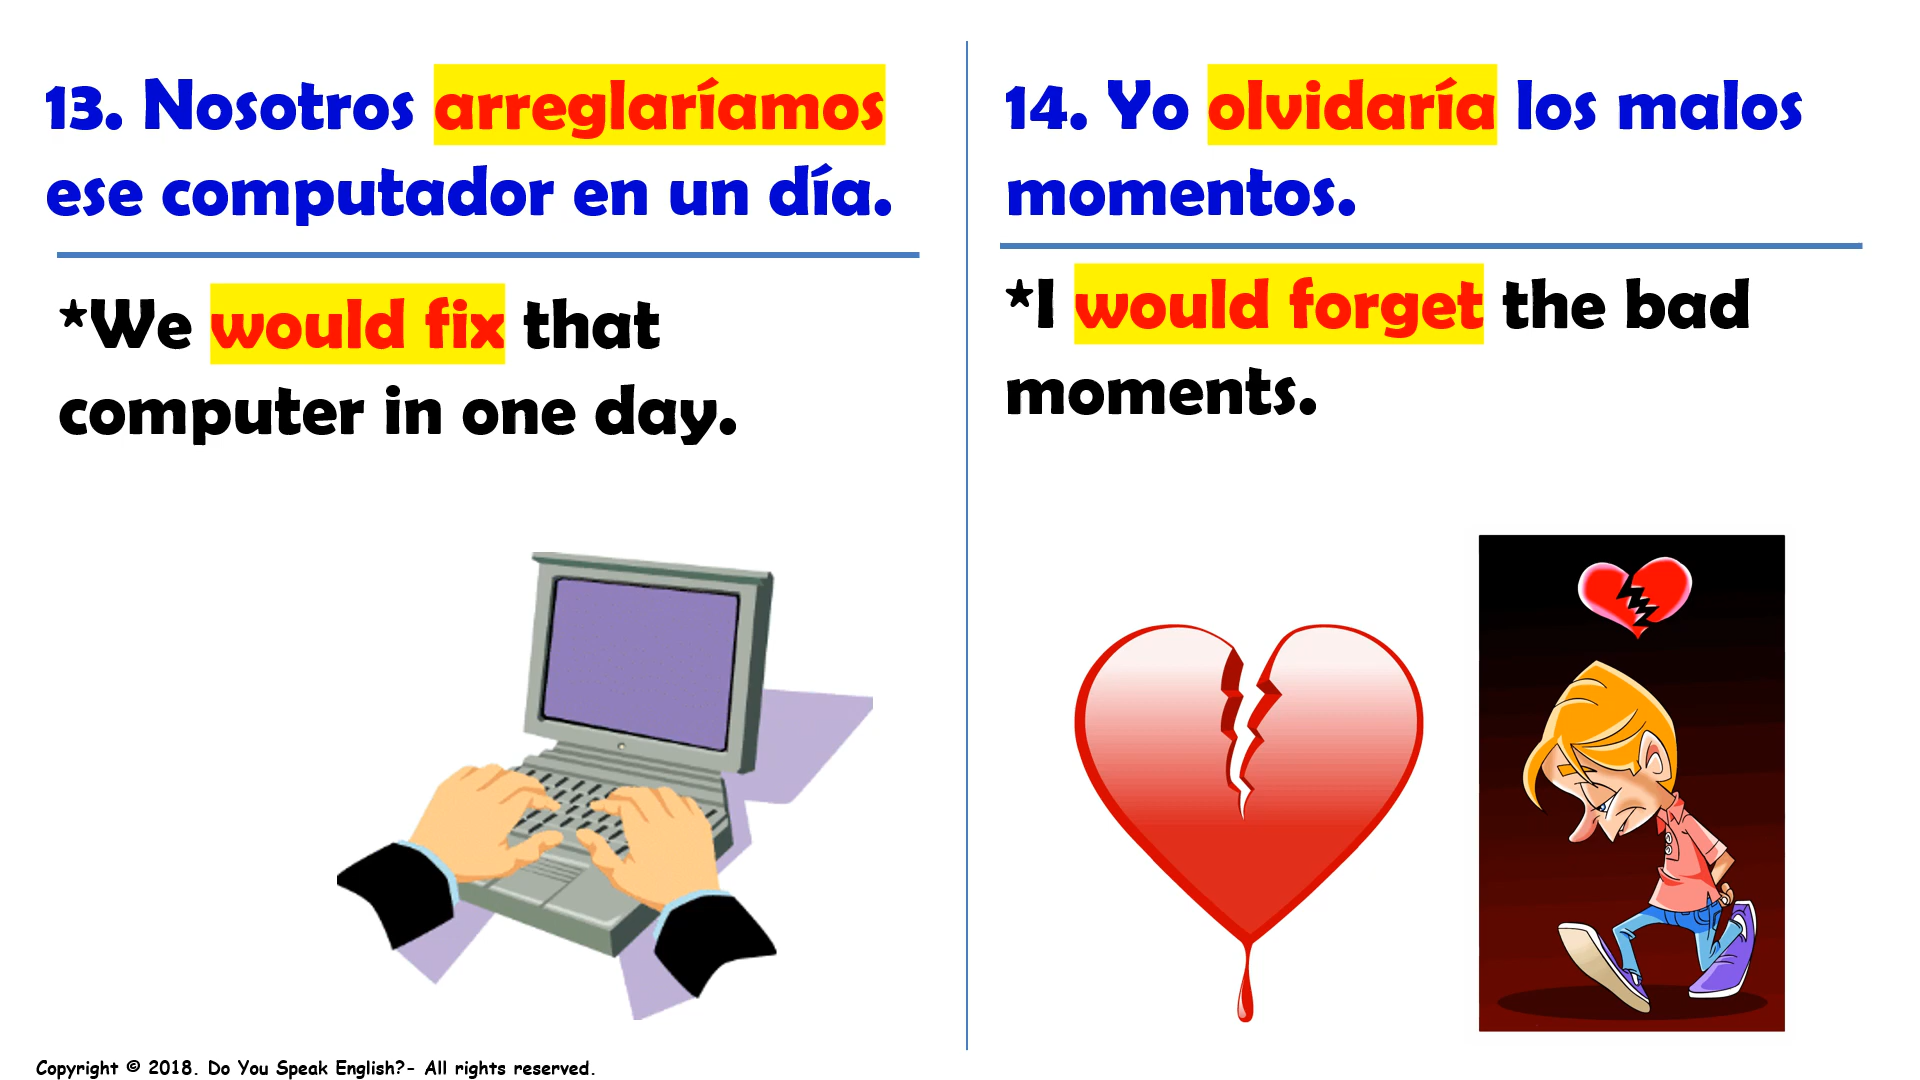 13. Nosotros arreglaríamos
ese computador en un día.
*We would fix that
computer in one day.
14. Yo olvidaría los malos
momentos.
*I would forget the bad
moments.
Copyright © 2018. Do You Speak English?- All rights reserved.